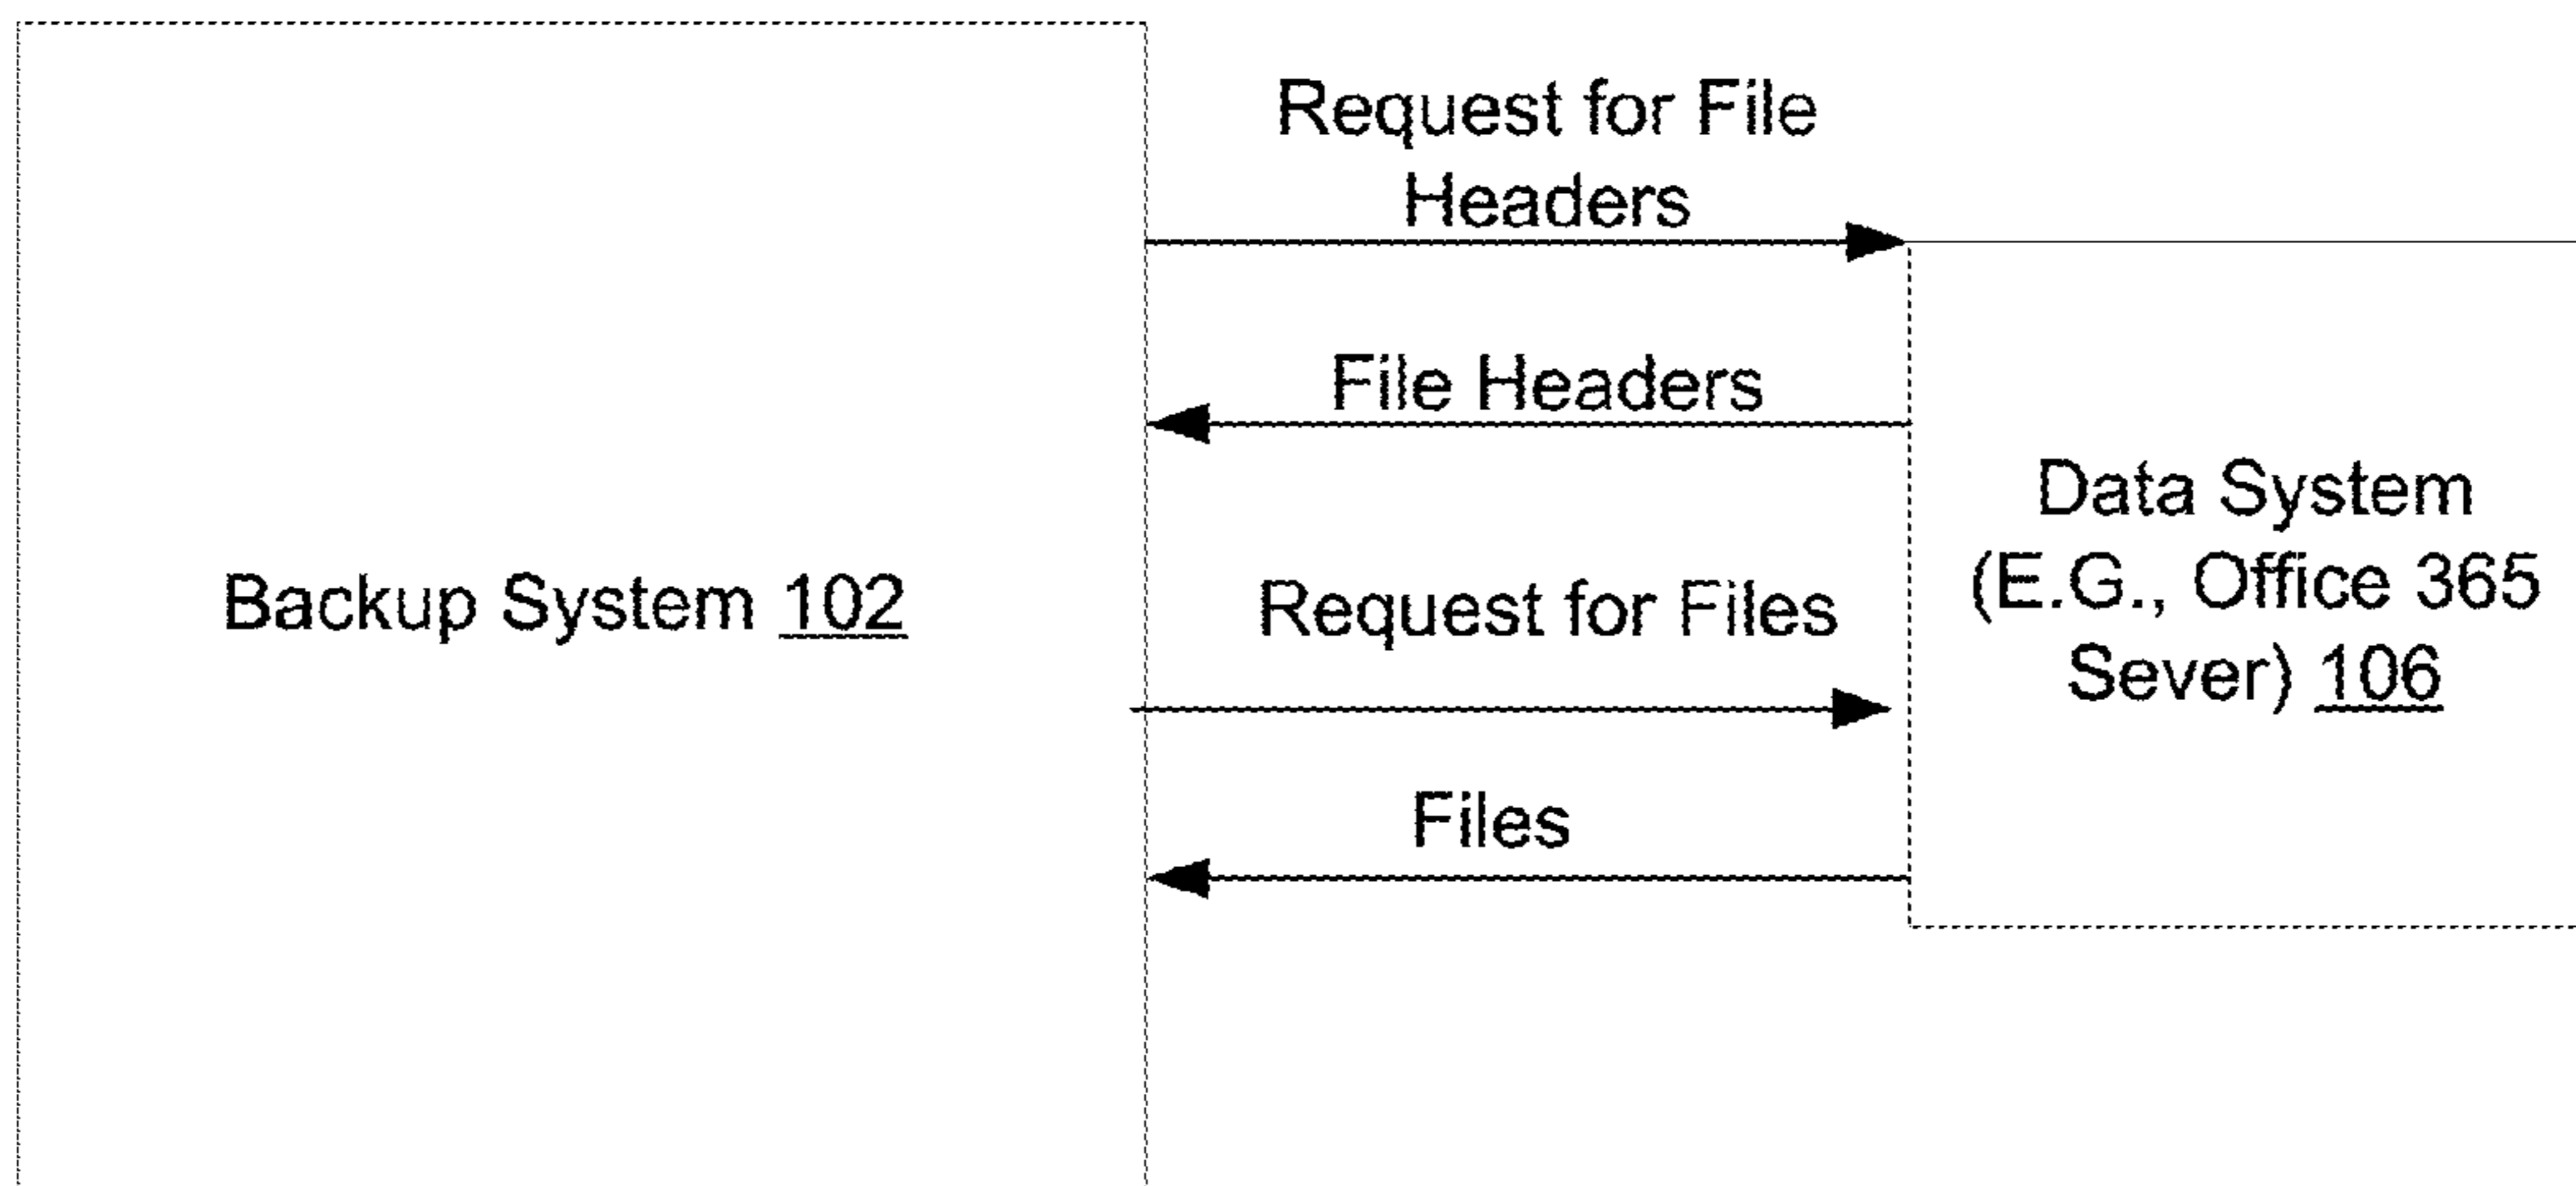 Request for File
Headers
File Headers
Backup System 102
Request for Files
Files
Data System
(E.G., Office 365
Sever) 106